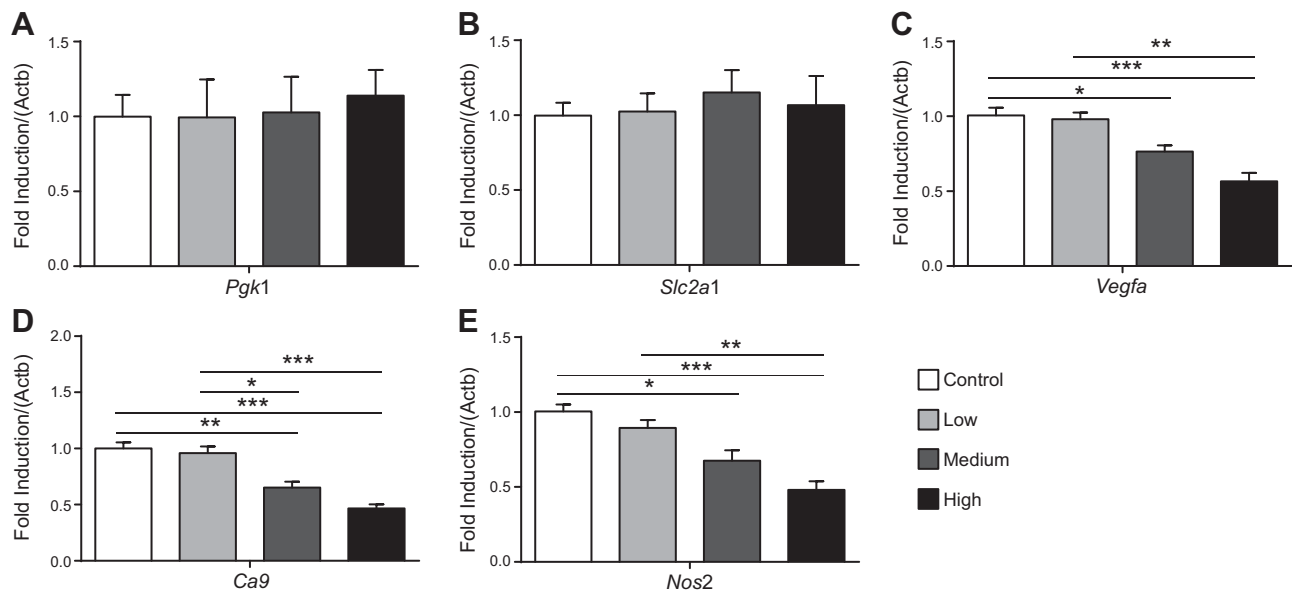 A
1.5
1.0
0.5
0.0
Fold Induction/(Actb)
Pgk1
B
1.5
1.0
0.5
0.0
Fold Induction/(Actb)
Slc2a1
C
1.5
1.0
0.5
0.0
Fold Induction/(Actb)
**
***
*
Vegfa
D
2.0
1.5
1.0
0.5
0.0
Fold Induction/(Actb)
***
*
***
**
Ca9
E
1.5
1.0
0.5
0.0
Fold Induction/(Actb)
**
***
*
Nos2
Control
Low
Medium
High